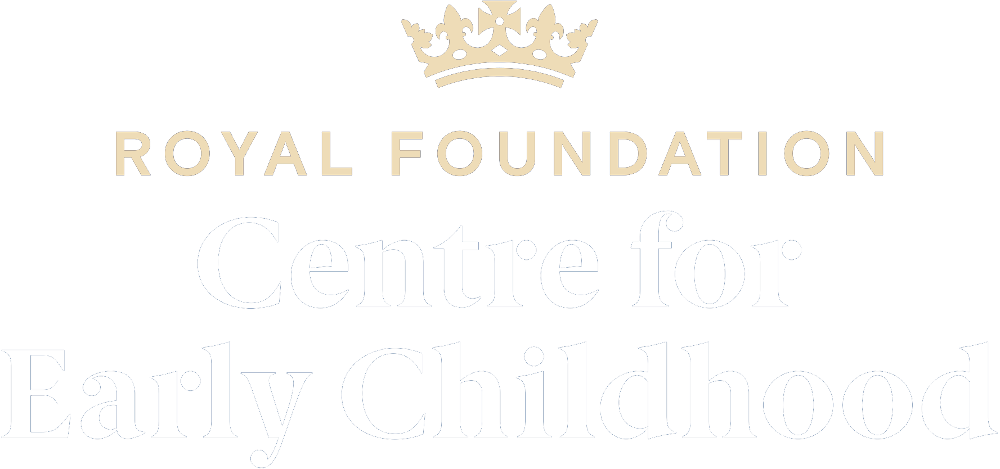 ROYAL FOUNDATION
Centre for
Early Childhood